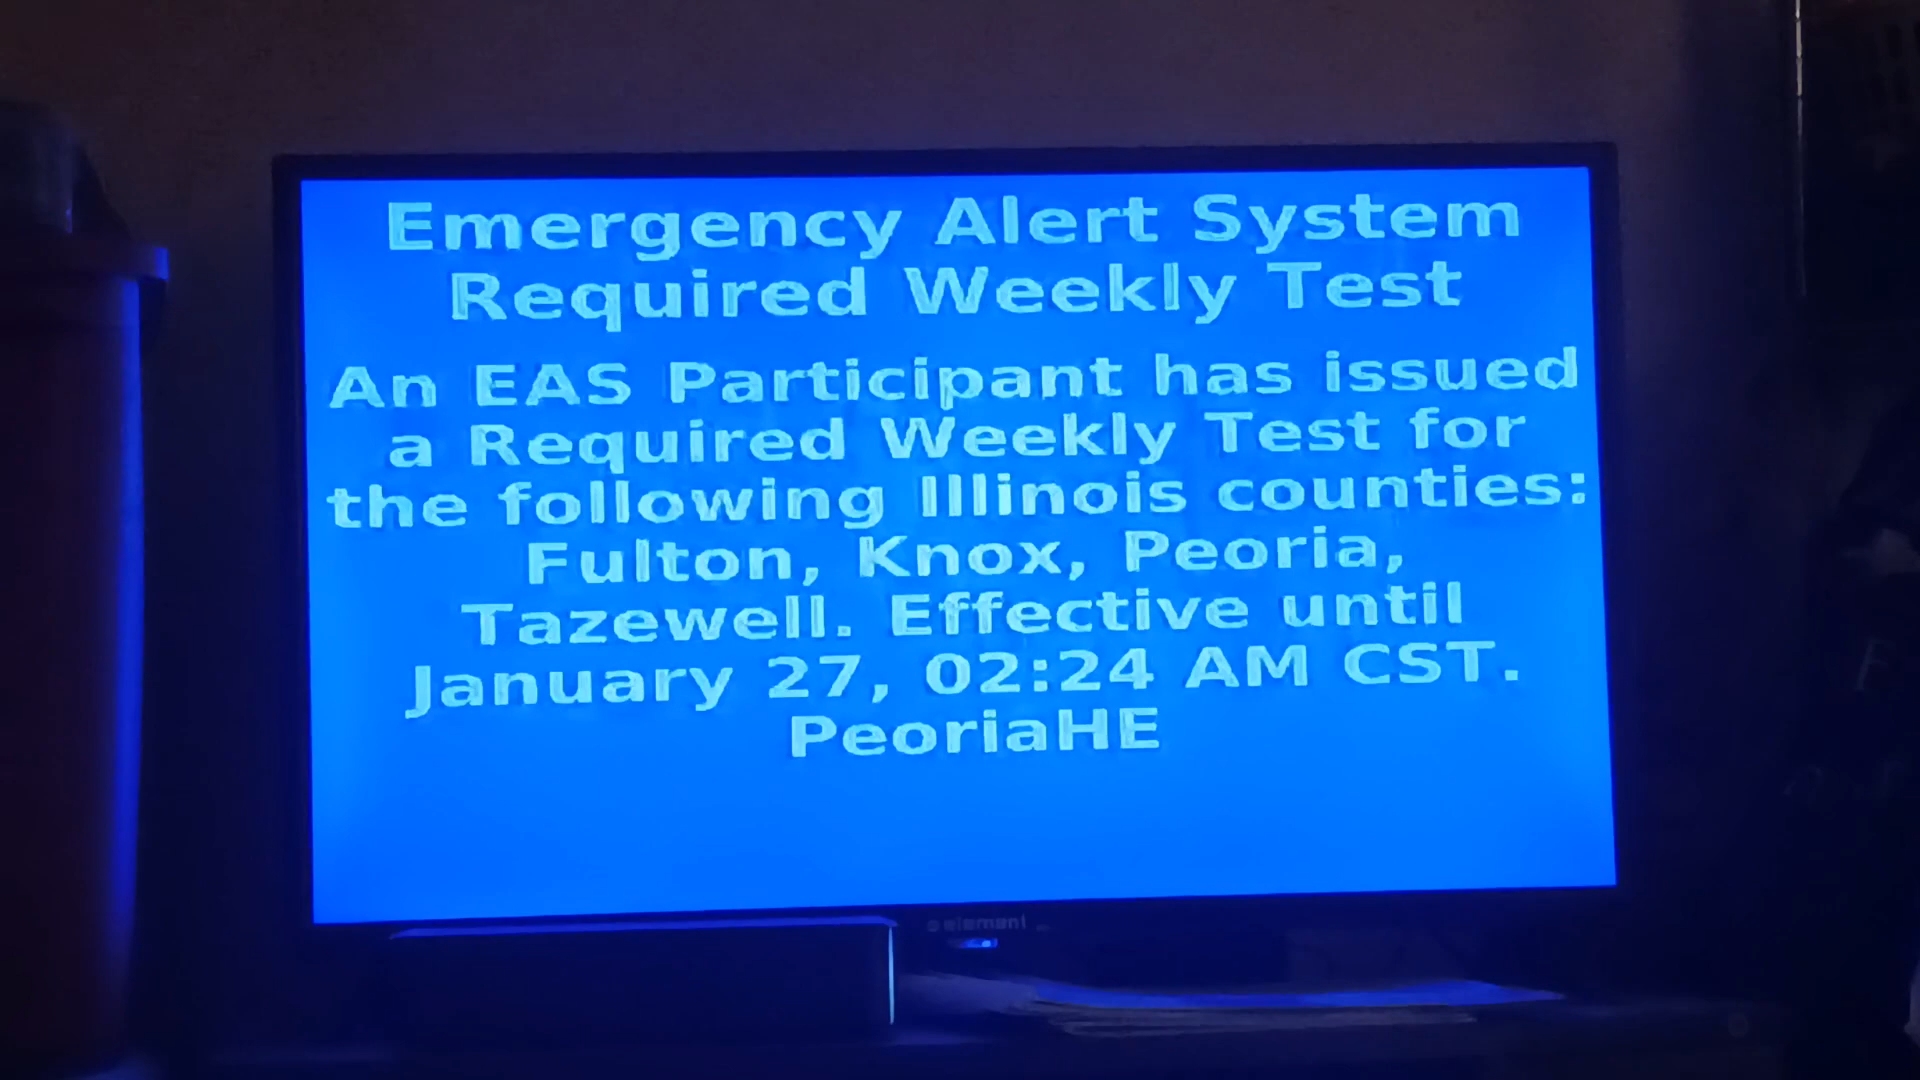 Emergency Alert System
Required Weekly Test
An EAS Participant has issued
a Required Weekly Test for
the following Illinois counties:
Fulton, Knox, Peoria,
Tazewell. Effective until
January 27, 02:24 AM CST.
PeoriaHE
element